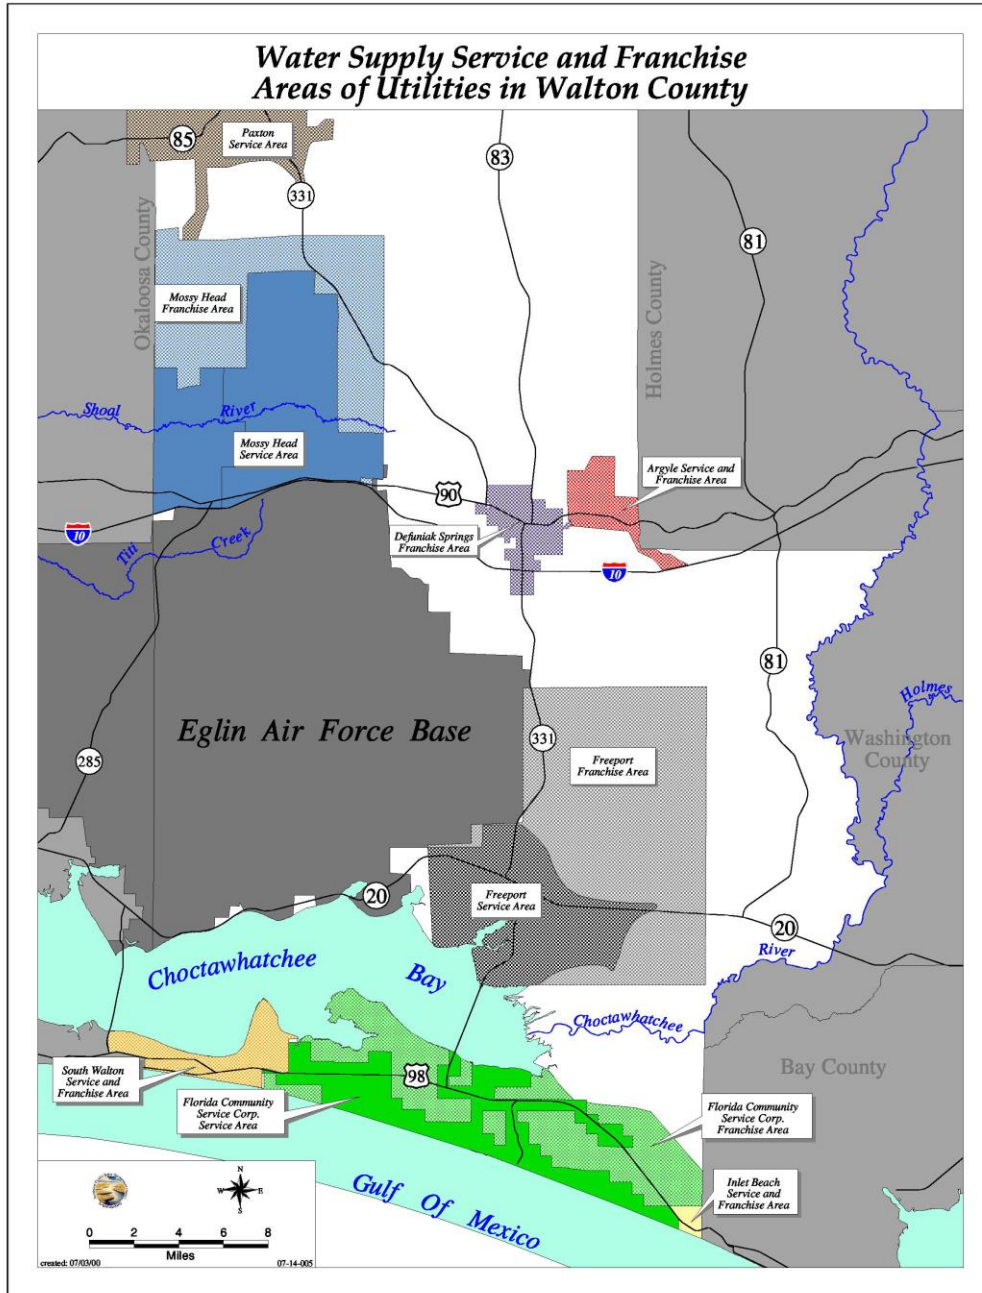 Water Supply Service and Franchise
Areas of Utilities in Walton County
Paxton
Service Area
85
83
331
81
Okaloosa County
Holmes County
Mossy Head
Franchise Area
Shoal
River
Mossy Head
Service Area
Argyle Service and
Franchise Area
90
10
Defuniak Springs
Franchise Area
Titi
Creek
10
81
Holmes
Eglin Air Force Base
331
Freeport
Franchise Area
Washington
County
285
20
Freeport
Service Area
20
River
Choctawhatchee
Bay
Choctawhatchee
South Walton
Service and
Franchise Area
98
Bay County
Florida Community
Service Corp.
Service Area
Florida Community
Service Corp.
Franchise Area
Inlet Beach
Service and
Franchise Area
Gulf Of Mexico
N
W
E
S
0 2 4 6 8
Miles
created: 07/03/00
07-14-005